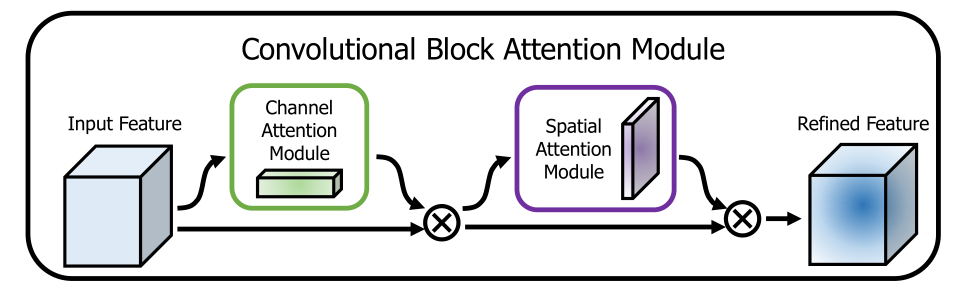 Convolutional Block Attention Module
Input Feature
Channel
Attention
Module
Spatial
Attention
Module
Refined Feature